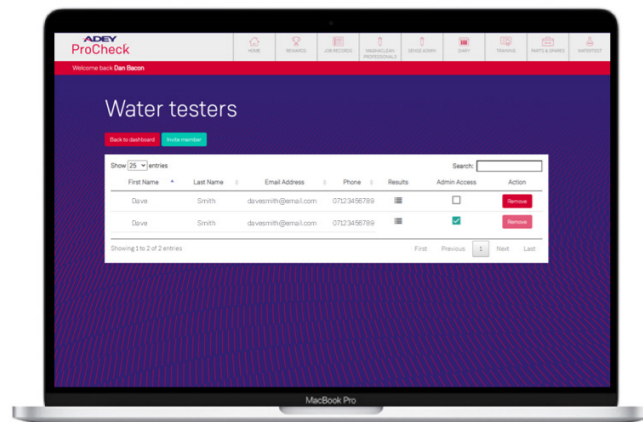 ADEY
ProCheck
HOME
REWARDS
JOB RECORDS
MAGNACLEAN
PROFESSIONALS
DEVICE ADMIN
DASH
TRAINING
PARTS & SPARES
WATERTEST
Welcome back Dan Bacon
Water testers
Back to dashboard Invite member
Show 25 entries Search:
First Name Last Name Email Address Phone Results Admin Access Action
Dave Smith davesmith@email.com 07123456789 Remove
Dave Smith davesmith@email.com 07123456789 Remove
Showing 1 to 2 of 2 entries First Previous 1 Next Last
MacBook Pro